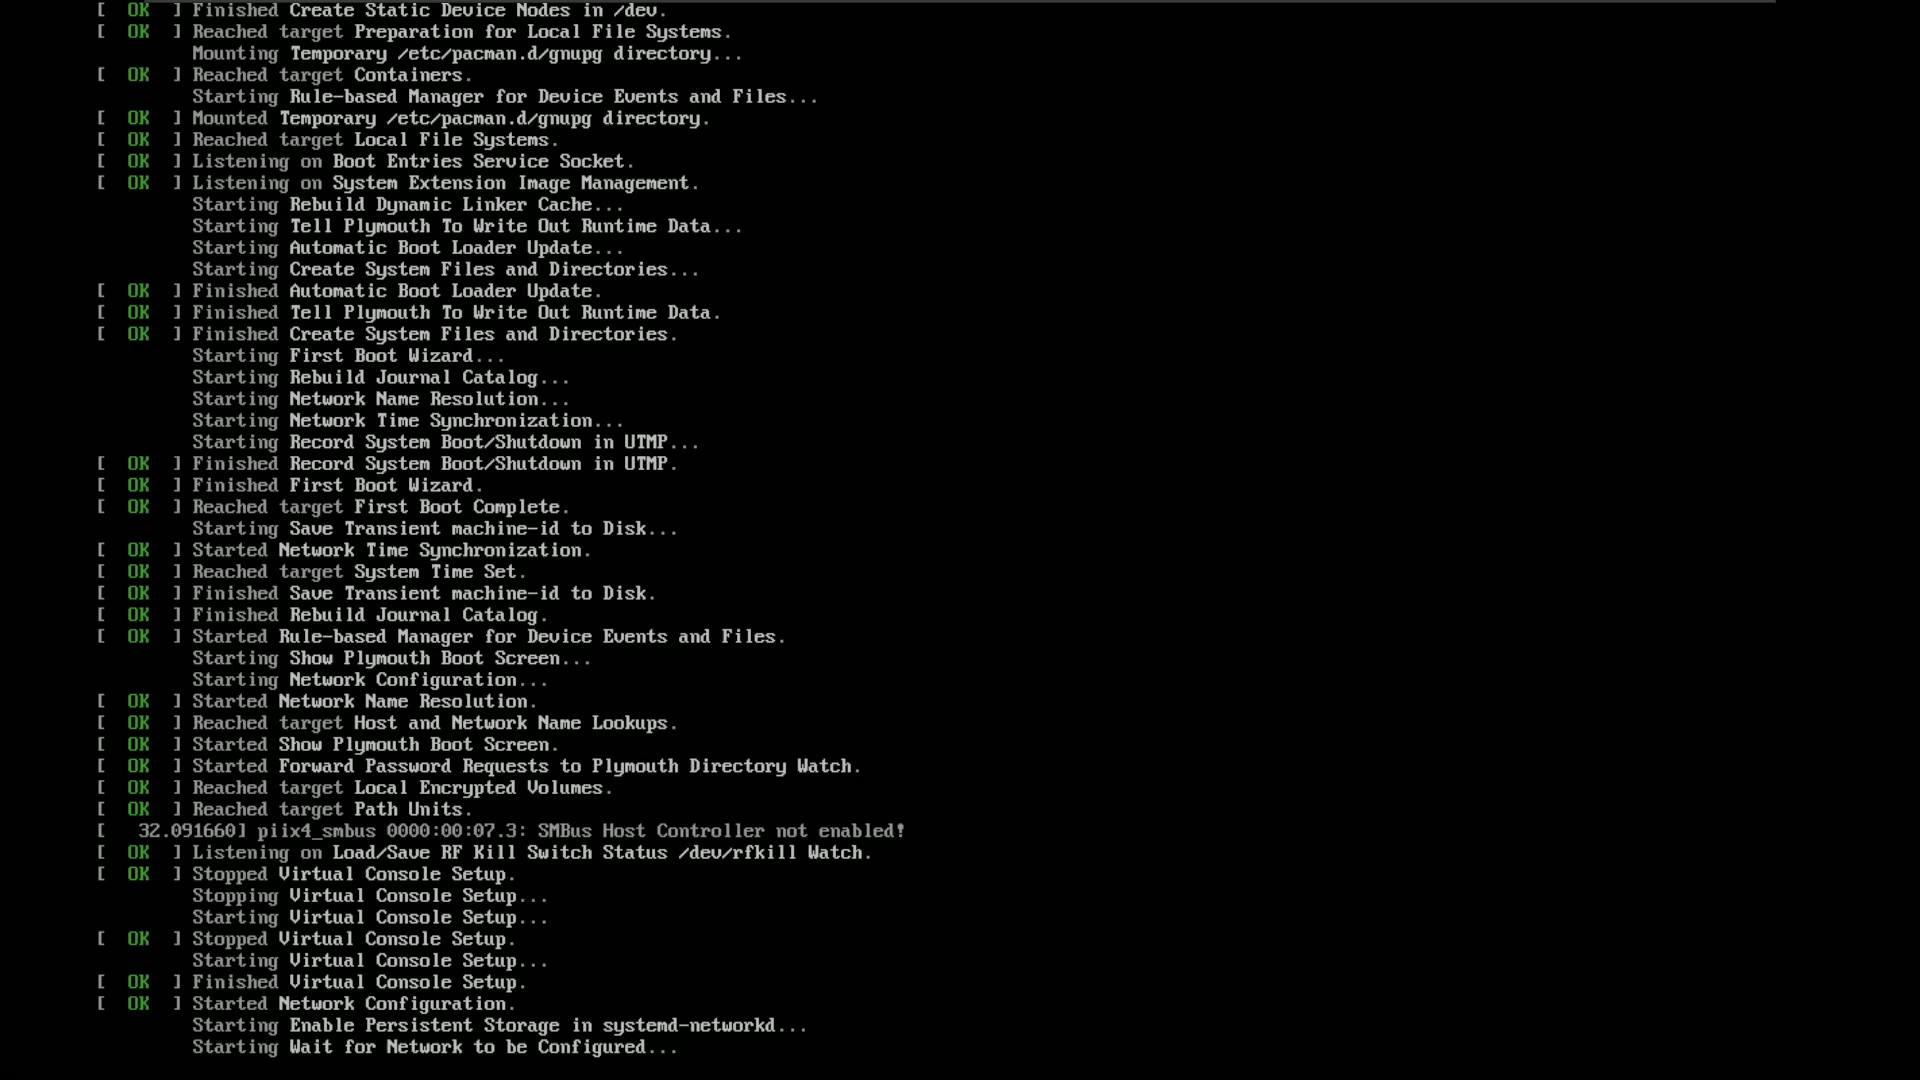 [  OK  ] Finished Create Static Device Nodes in /dev.
[  OK  ] Reached target Preparation for Local File Systems.
Mounting Temporary /etc/pacman.d/gnupg directory...
[  OK  ] Reached target Containers.
Starting Rule-based Manager for Device Events and Files...
[  OK  ] Mounted Temporary /etc/pacman.d/gnupg directory.
[  OK  ] Reached target Local File Systems.
[  OK  ] Listening on Boot Entries Service Socket.
[  OK  ] Listening on System Extension Image Management.
Starting Rebuild Dynamic Linker Cache...
Starting Tell Plymouth To Write Out Runtime Data...
Starting Automatic Boot Loader Update...
Starting Create System Files and Directories...
[  OK  ] Finished Automatic Boot Loader Update.
[  OK  ] Finished Tell Plymouth To Write Out Runtime Data.
[  OK  ] Finished Create System Files and Directories.
Starting First Boot Wizard...
Starting Rebuild Journal Catalog...
Starting Network Name Resolution...
Starting Network Time Synchronization...
Starting Record System Boot/Shutdown in UTMP...
[  OK  ] Finished Record System Boot/Shutdown in UTMP.
[  OK  ] Finished First Boot Wizard.
[  OK  ] Reached target First Boot Complete.
Starting Save Transient machine-id to Disk...
[  OK  ] Started Network Time Synchronization.
[  OK  ] Reached target System Time Set.
[  OK  ] Finished Save Transient machine-id to Disk.
[  OK  ] Finished Rebuild Journal Catalog.
[  OK  ] Started Rule-based Manager for Device Events and Files.
Starting Show Plymouth Boot Screen...
Starting Network Configuration...
[  OK  ] Started Network Name Resolution.
[  OK  ] Reached target Host and Network Name Lookups.
[  OK  ] Started Show Plymouth Boot Screen.
[  OK  ] Started Forward Password Requests to Plymouth Directory Watch.
[  OK  ] Reached target Local Encrypted Volumes.
[  OK  ] Reached target Path Units.
[   32.091660] piix4_smbus 0000:00:07.3: SMBus Host Controller not enabled!
[  OK  ] Listening on Load/Save RF Kill Switch Status /dev/rfkill Watch.
[  OK  ] Stopped Virtual Console Setup.
Stopping Virtual Console Setup...
Starting Virtual Console Setup...
[  OK  ] Stopped Virtual Console Setup.
Starting Virtual Console Setup...
[  OK  ] Finished Virtual Console Setup.
[  OK  ] Started Network Configuration.
Starting Enable Persistent Storage in systemd-networkd...
Starting Wait for Network to be Configured...